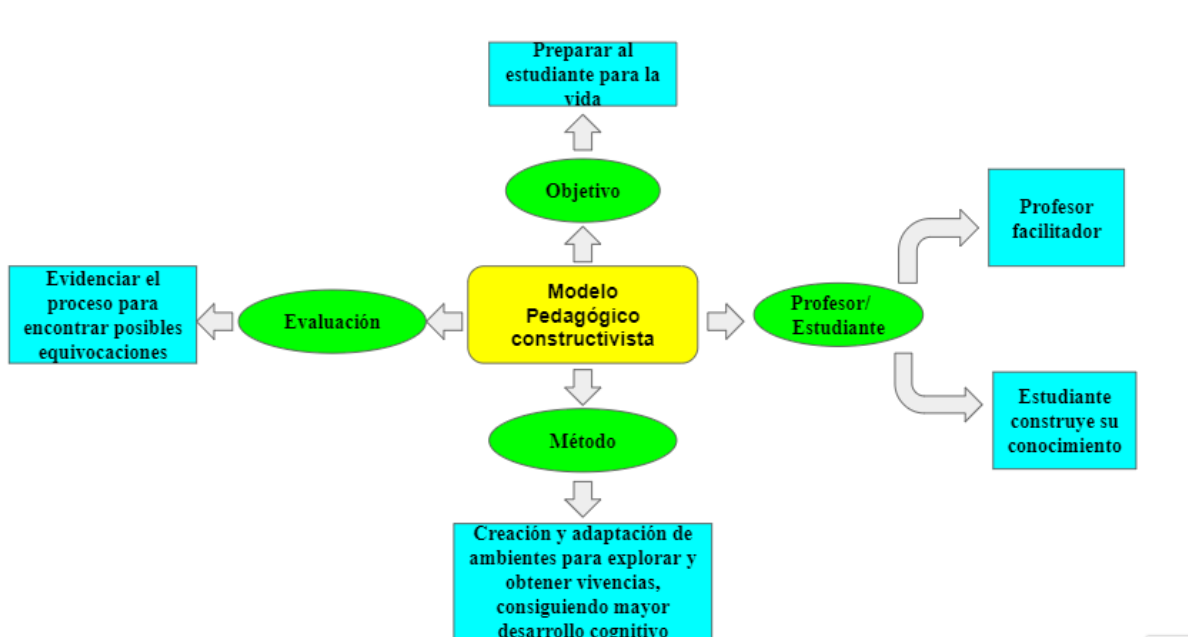 Preparar al
estudiante para la
vida
Objetivo
Profesor
facilitador
Evidenciar el
proceso para
encontrar posibles
equivocaciones
Evaluación
Modelo
Pedagógico
constructivista
Profesor/
Estudiante
Estudiante
construye su
conocimiento
Método
Creación y adaptación de
ambientes para explorar y
obtener vivencias,
consiguiendo mayor
desarrollo cognitivo